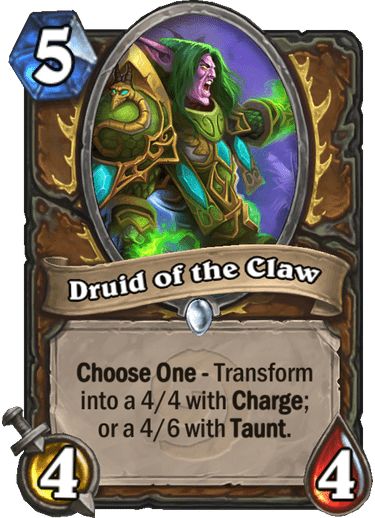 5
Druid of the Claw
Choose One - Transform
into a 4/4 with Charge;
or a 4/6 with Taunt.
4 4